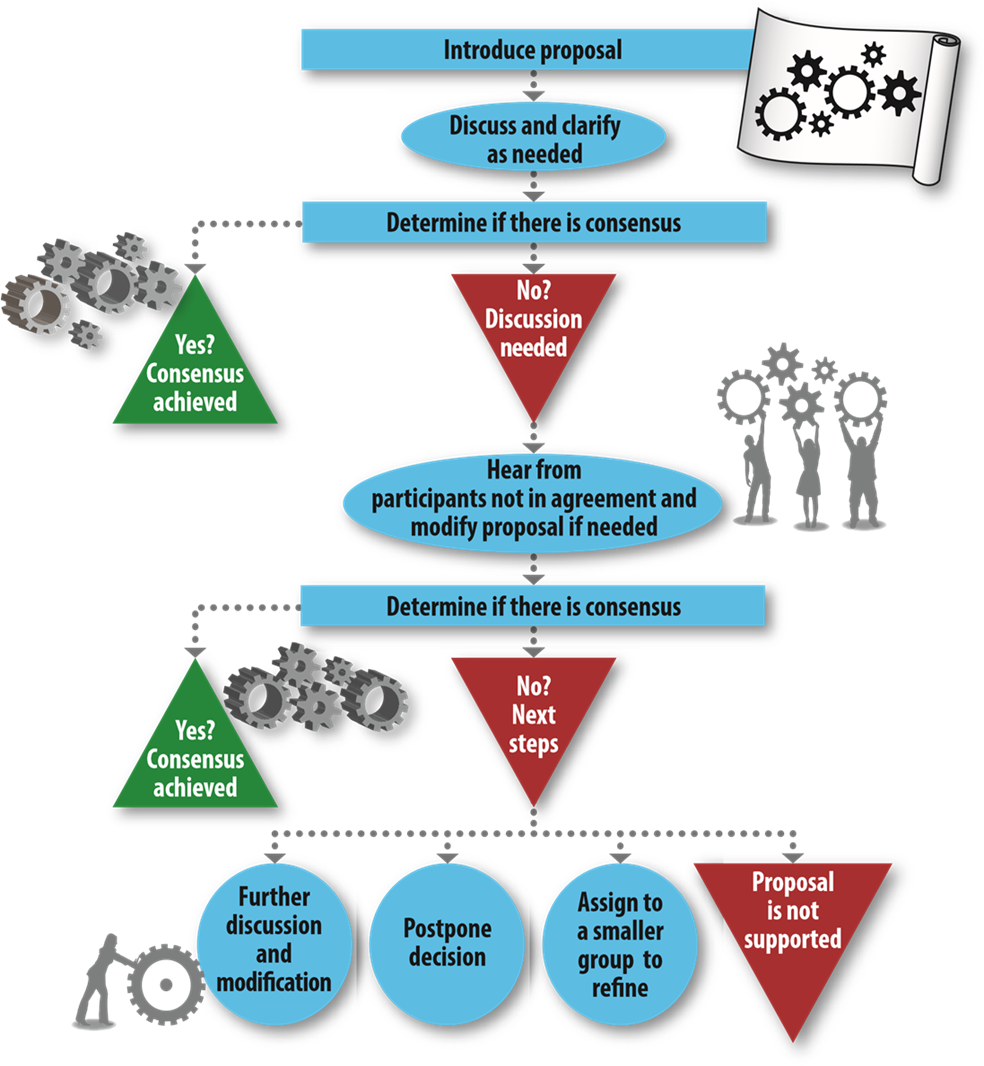 Introduce proposal
Discuss and clarify
as needed
Determine if there is consensus
Yes?
Consensus
achieved
No?
Discussion
needed
Hear from
participants not in agreement and
modify proposal if needed
Determine if there is consensus
Yes?
Consensus
achieved
No?
Next
steps
Further
discussion
and
modification
Postpone
decision
Assign to
a smaller
group to
refine
Proposal
is not
supported